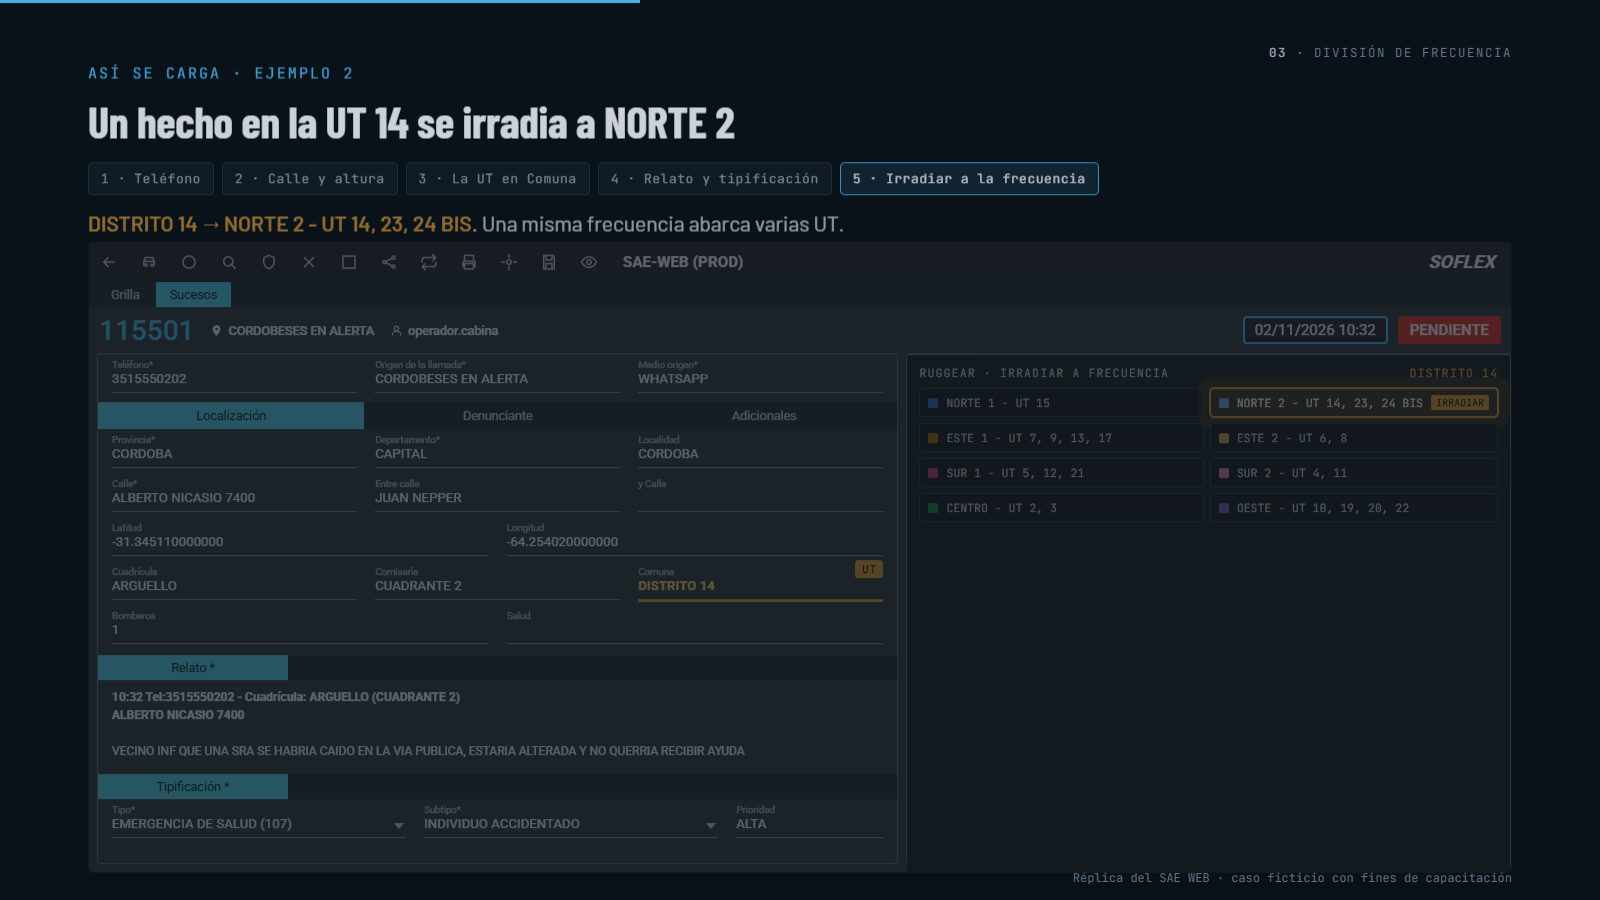 03 · DIVISIÓN DE FRECUENCIA
ASÍ SE CARGA · EJEMPLO 2
Un hecho en la UT 14 se irradia a NORTE 2
1 · Teléfono
2 · Calle y altura
3 · La UT en Comuna
4 · Relato y tipificación
5 · Irradiar a la frecuencia
DISTRITO 14 → NORTE 2 - UT 14, 23, 24 BIS. Una misma frecuencia abarca varias UT.
SAE-WEB (PROD)
SOFLEX
Grilla
Sucesos
115501
CORDOBESES EN ALERTA
operador.cabina
02/11/2026 10:32
PENDIENTE
Teléfono*
3515550202
Origen de la llamada*
CORDOBESES EN ALERTA
Medio origen*
WHATSAPP
Localización
Denunciante
Adicionales
Provincia*
CORDOBA
Departamento*
CAPITAL
Localidad
CORDOBA
Calle*
ALBERTO NICASIO 7400
Entre calle
JUAN NEPPER
y Calle
Latitud
-31.345110000000
Longitud
-64.254020000000
Cuadrícula
ARGUELLO
Comisaría
CUADRANTE 2
Comuna
DISTRITO 14
UT
Bomberos
1
Salud
Relato *
10:32 Tel:3515550202 - Cuadrícula: ARGUELLO (CUADRANTE 2)
ALBERTO NICASIO 7400
VECINO INF QUE UNA SRA SE HABRIA CAIDO EN LA VIA PUBLICA, ESTARIA ALTERADA Y NO QUERRIA RECIBIR AYUDA
Tipificación *
Tipo*
EMERGENCIA DE SALUD (107)
Subtipo*
INDIVIDUO ACCIDENTADO
Prioridad
ALTA
RUGGEAR · IRRADIAR A FRECUENCIA
DISTRITO 14
NORTE 1 - UT 15
NORTE 2 - UT 14, 23, 24 BIS
IRRADIAR
ESTE 1 - UT 7, 9, 13, 17
ESTE 2 - UT 6, 8
SUR 1 - UT 5, 12, 21
SUR 2 - UT 4, 11
CENTRO - UT 2, 3
OESTE - UT 10, 19, 20, 22
Réplica del SAE WEB · caso ficticio con fines de capacitación